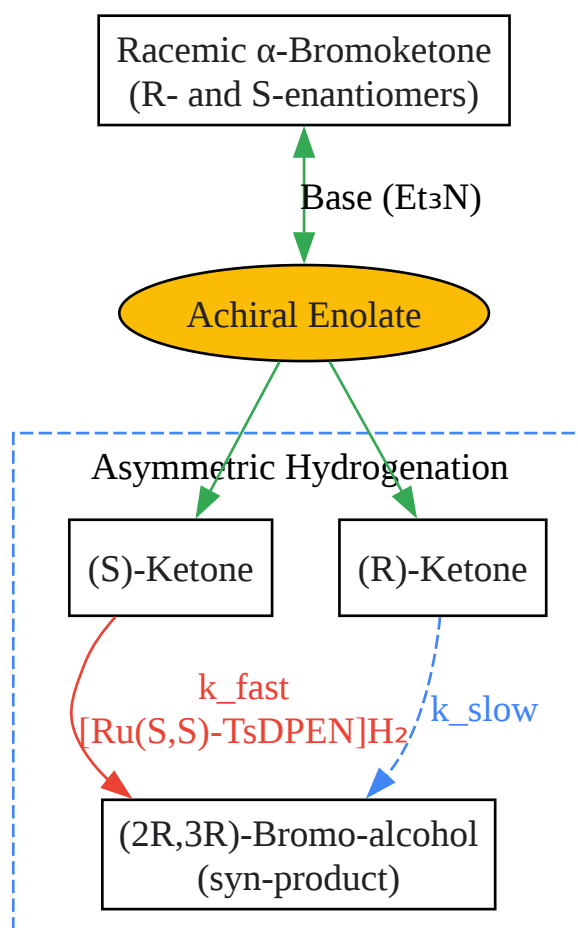 Racemic α-Bromoketone
(R- and S-enantiomers)
Base (Et₃N)
Achiral Enolate
Asymmetric Hydrogenation
(S)-Ketone
(R)-Ketone
k_fast
[Ru(S,S)-TsDPEN]H₂
k_slow
(2R,3R)-Bromo-alcohol
(syn-product)